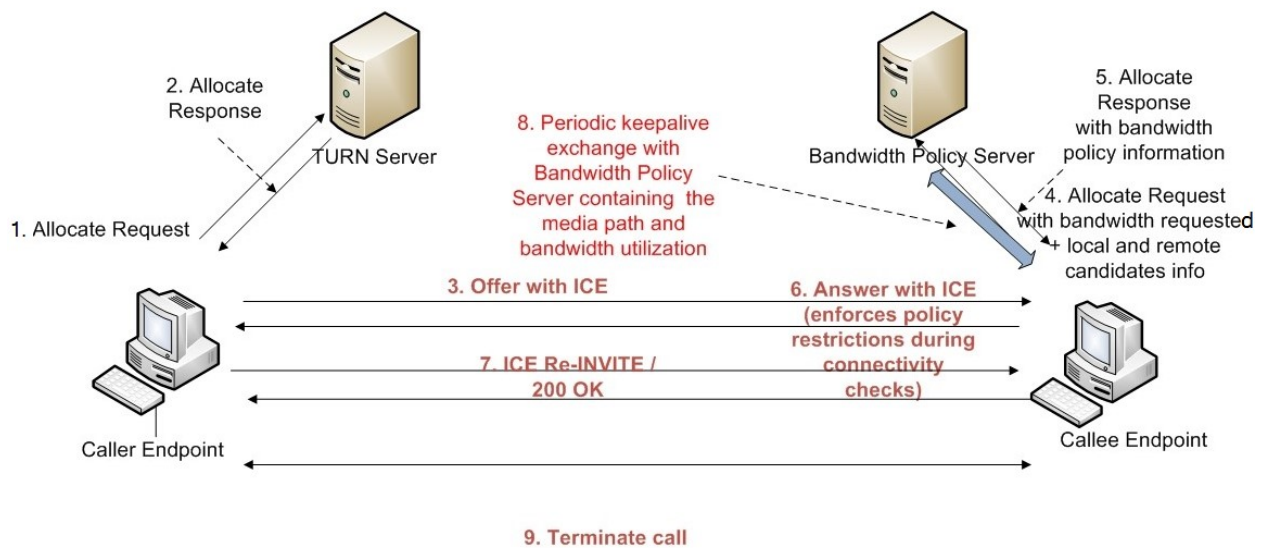 2. Allocate
Response
TURN Server
1. Allocate Request
8. Periodic keepalive
exchange with
Bandwidth Policy
Server containing the
media path and
bandwidth utilization
Bandwidth Policy Server
5. Allocate
Response
with bandwidth
policy information
4. Allocate Request
with bandwidth requested
+ local and remote
candidates info
3. Offer with ICE
6. Answer with ICE
(enforces policy
restrictions during
connectivity
checks)
7. ICE Re-INVITE /
200 OK
Caller Endpoint
Callee Endpoint
9. Terminate call